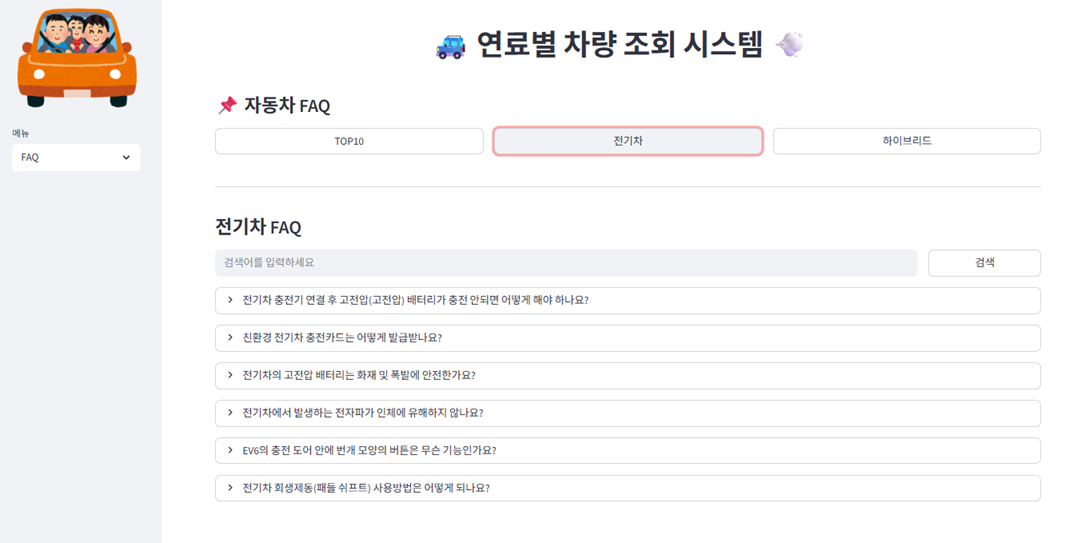 연료별 차량 조회 시스템
메뉴
FAQ
자동차 FAQ
TOP10
전기차
하이브리드
전기차 FAQ
검색어를 입력하세요
검색
전기차 충전기 연결 후 고전압(고전압) 배터리가 충전 안되면 어떻게 해야 하나요?
친환경 전기차 충전카드는 어떻게 발급받나요?
전기차의 고전압 배터리는 화재 및 폭발에 안전한가요?
전기차에서 발생하는 전자파가 인체에 유해하지 않나요?
EV6의 충전 도어 안에 번개 모양의 버튼은 무슨 기능인가요?
전기차 회생제동(패들 쉬프트) 사용방법은 어떻게 되나요?